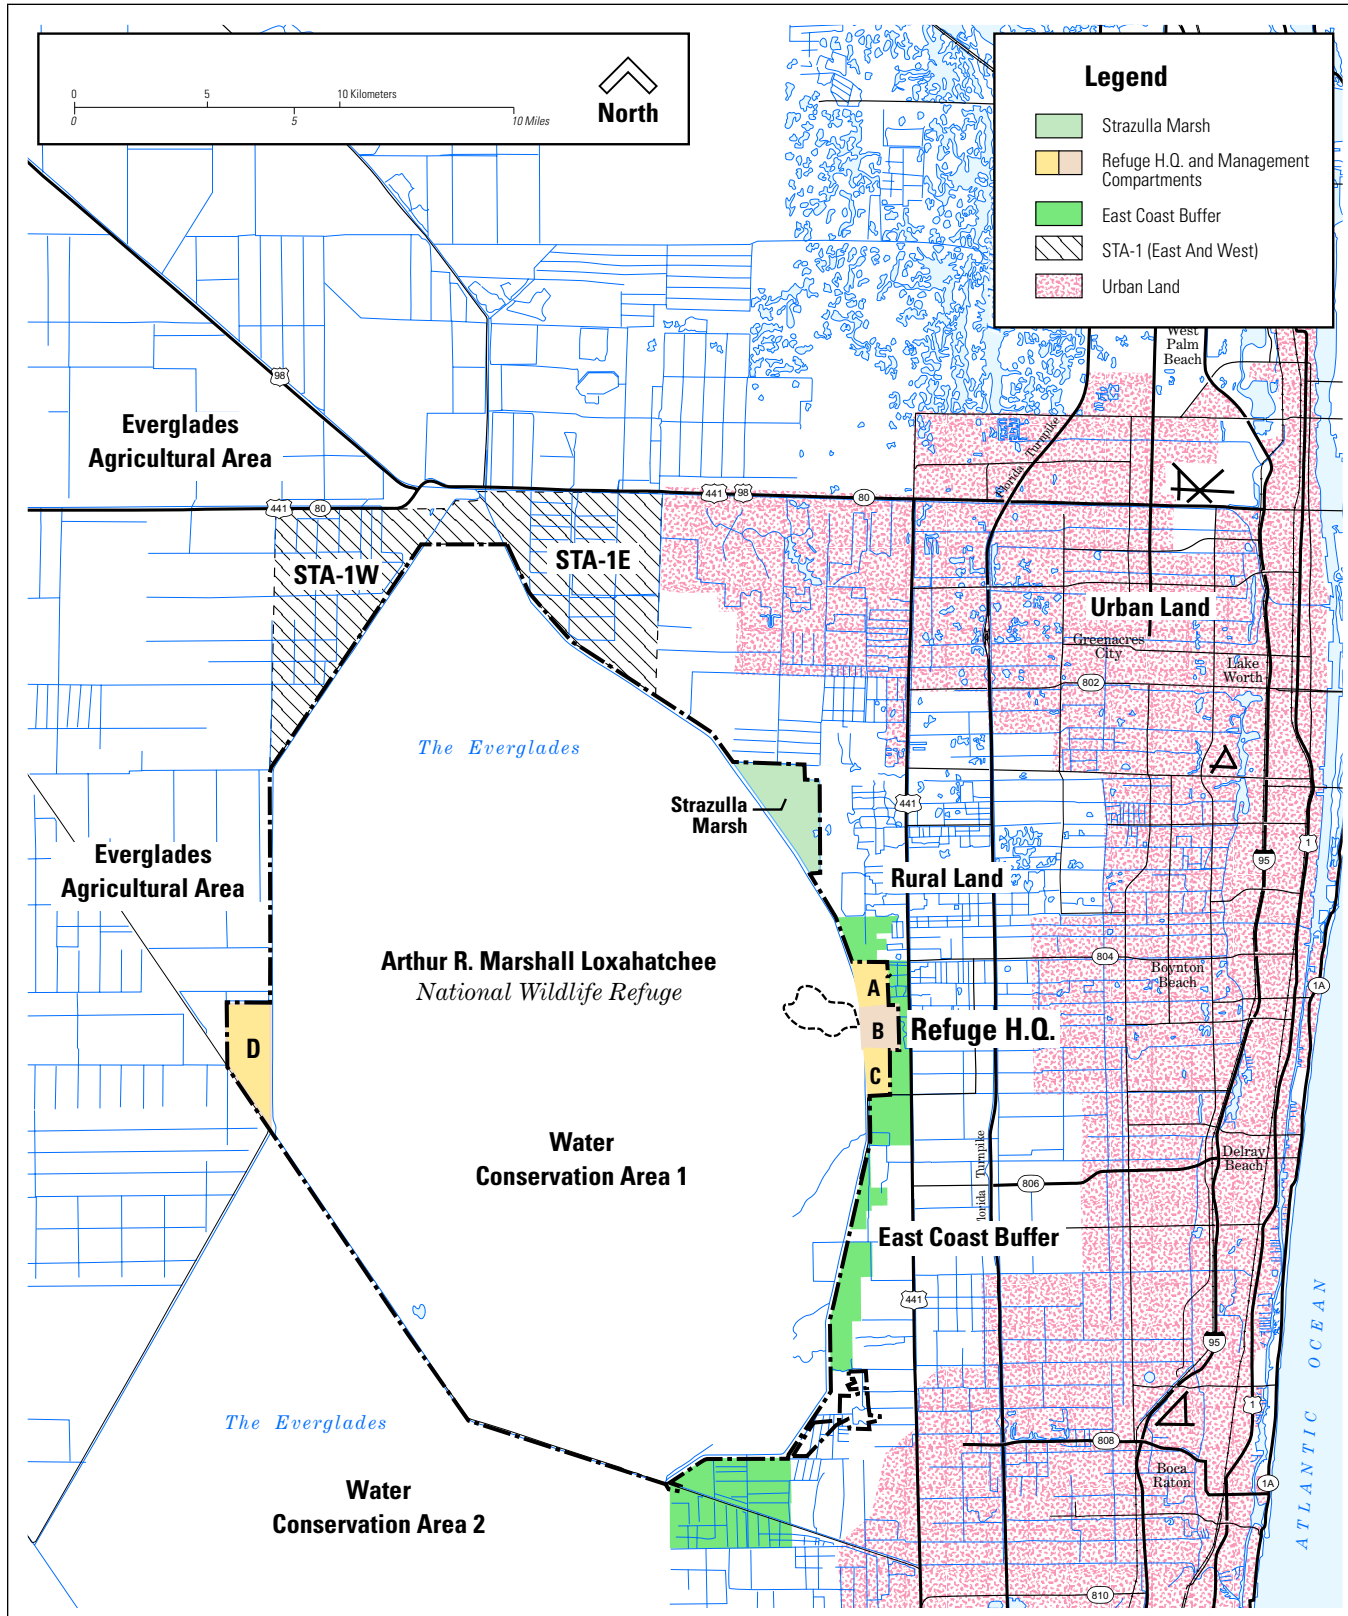 0 5 10 Kilometers
0 5 10 Miles
North
Legend
Strazulla Marsh
Refuge H.Q. and Management
Compartments
East Coast Buffer
STA-1 (East And West)
Urban Land
West
Palm
Beach
98
Everglades
Agricultural Area
Florida Turnpike
441 98 80
441 80
STA-1W
STA-1E
Urban Land
Greenacres
City
Lake
Worth
802
The Everglades
Strazulla
Marsh
441
1
95
Everglades
Agricultural Area
Rural Land
Arthur R. Marshall Loxahatchee
National Wildlife Refuge
804
Boynton
Beach
1A
A
B
C
Refuge H.Q.
D
Water
Conservation Area 1
Florida Turnpike
Delray
Beach
806
East Coast Buffer
441
95
1
The Everglades
808
Boca
Raton
1A
Water
Conservation Area 2
810
ATLANTIC OCEAN